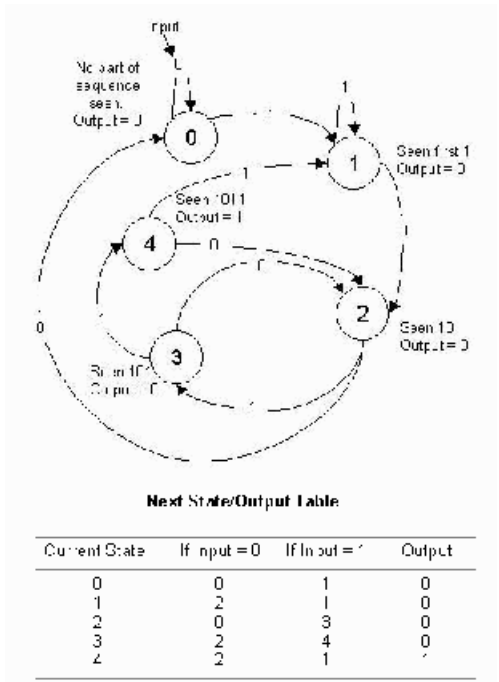 Input
No part of
sequence
seen.
Output = 0
0
1
1
Seen first 1
Output = 0
1
Seen 1011
Output = 1
4
0
0
2
Seen 10
Output = 0
0
3
Seen 101
Output = 0
Next State/Output Table
Current State If Input = 0 If Input = 1 Output
0 0 1 0
1 2 1 0
2 0 3 0
3 2 4 0
4 2 1 1